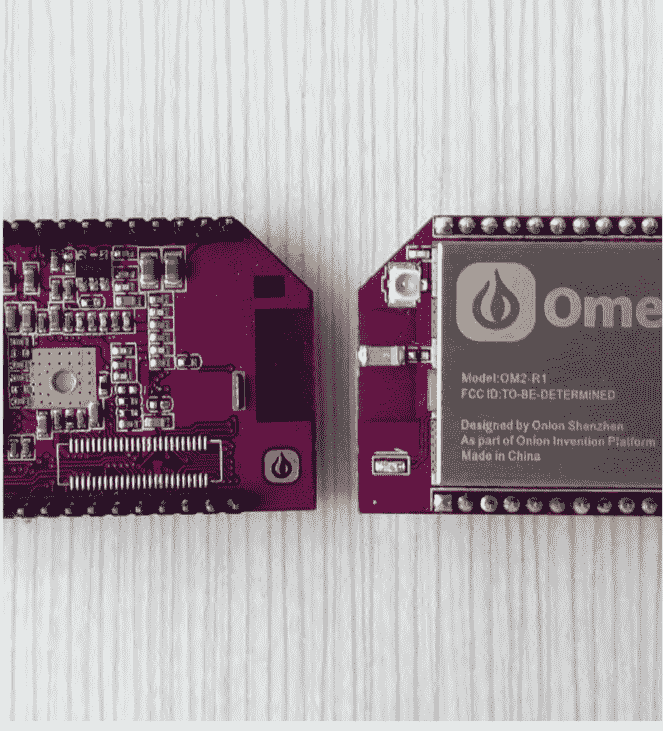 Ome
Model:OM2-R1
FCC ID:TO-BE-DETERMINED
Designed by Onion Shenzhen
As part of Onion Invention Platform
Made in China